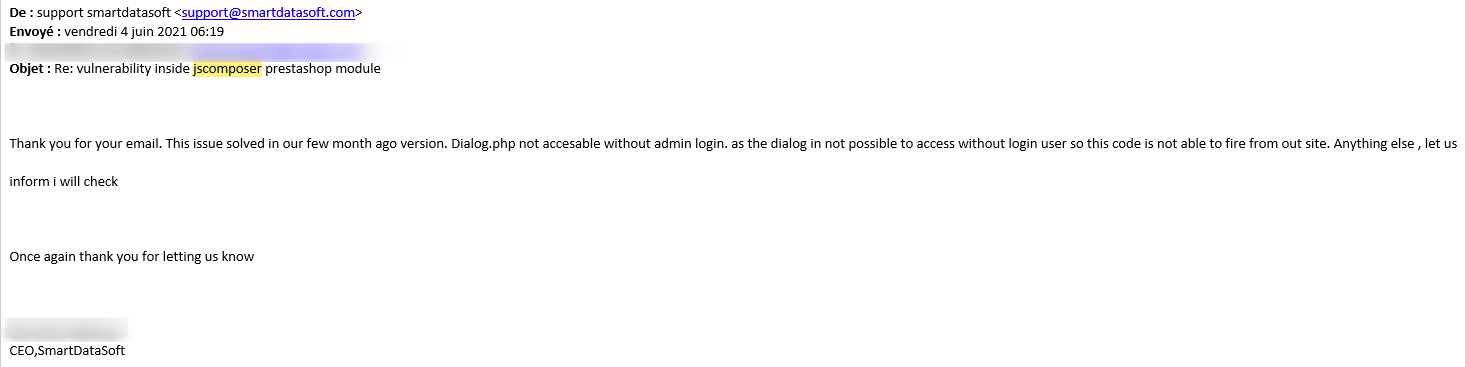 De : support smartdatasoft <support@smartdatasoft.com>
Envoyé : vendredi 4 juin 2021 06:19
Objet : Re: vulnerability inside jscomposer prestashop module
Thank you for your email. This issue solved in our few month ago version. Dialog.php not accesable without admin login. as the dialog in not possible to access without login user so this code is not able to fire from out site. Anything else , let us
inform i will check
Once again thank you for letting us know
CEO,SmartDataSoft